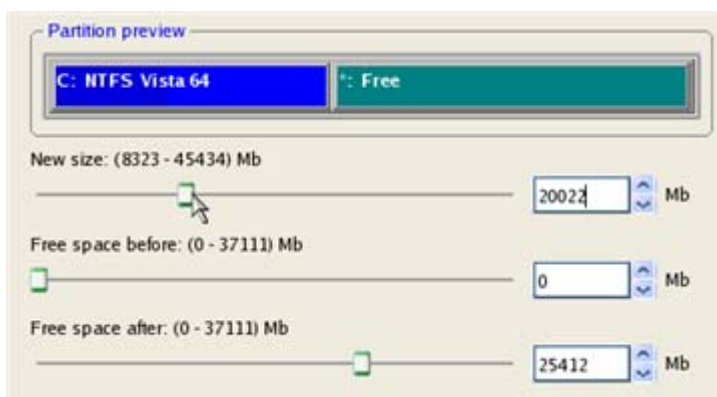 Partition preview
C: NTFS Vista 64 *: Free
New size: (8323 - 45434) Mb
20022 Mb
Free space before: (0 - 37111) Mb
0 Mb
Free space after: (0 - 37111) Mb
25412 Mb